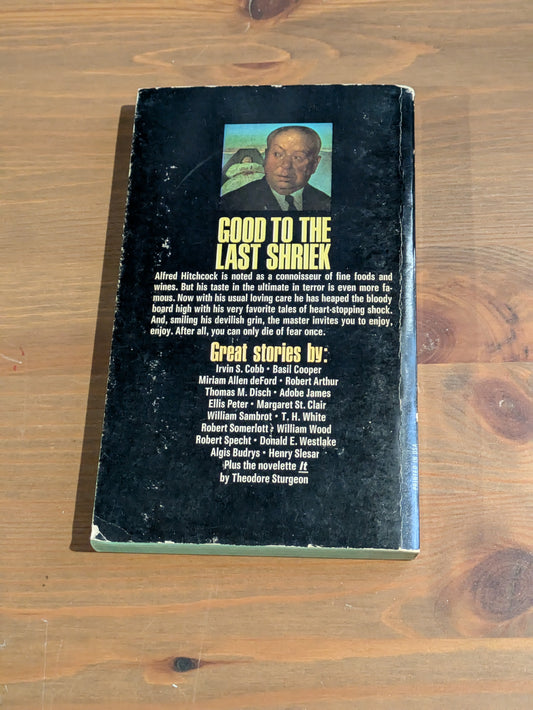 GOOD TO THE
LAST SHRIEK
Alfred Hitchcock is noted as a connoisseur of fine foods and
wines. But his taste in the ultimate in terror is even more fa-
mous. Now with his usual loving care he has heaped the bloody
board high with his very favorite tales of heart-stopping shock.
And, smiling his devilish grin, the master invites you to enjoy,
enjoy. After all, you can only die of fear once.
Great stories by:
Irvin S. Cobb • Basil Cooper
Miriam Allen deFord • Robert Arthur
Thomas M. Disch • Adobe James
Ellis Peter • Margaret St. Clair
William Sambrot • T. H. White
Robert Somerlott • William Wood
Robert Specht • Donald E. Westlake
Algis Budrys • Henry Slesar
Plus the novelette It
by Theodore Sturgeon
PRINTED IN USA